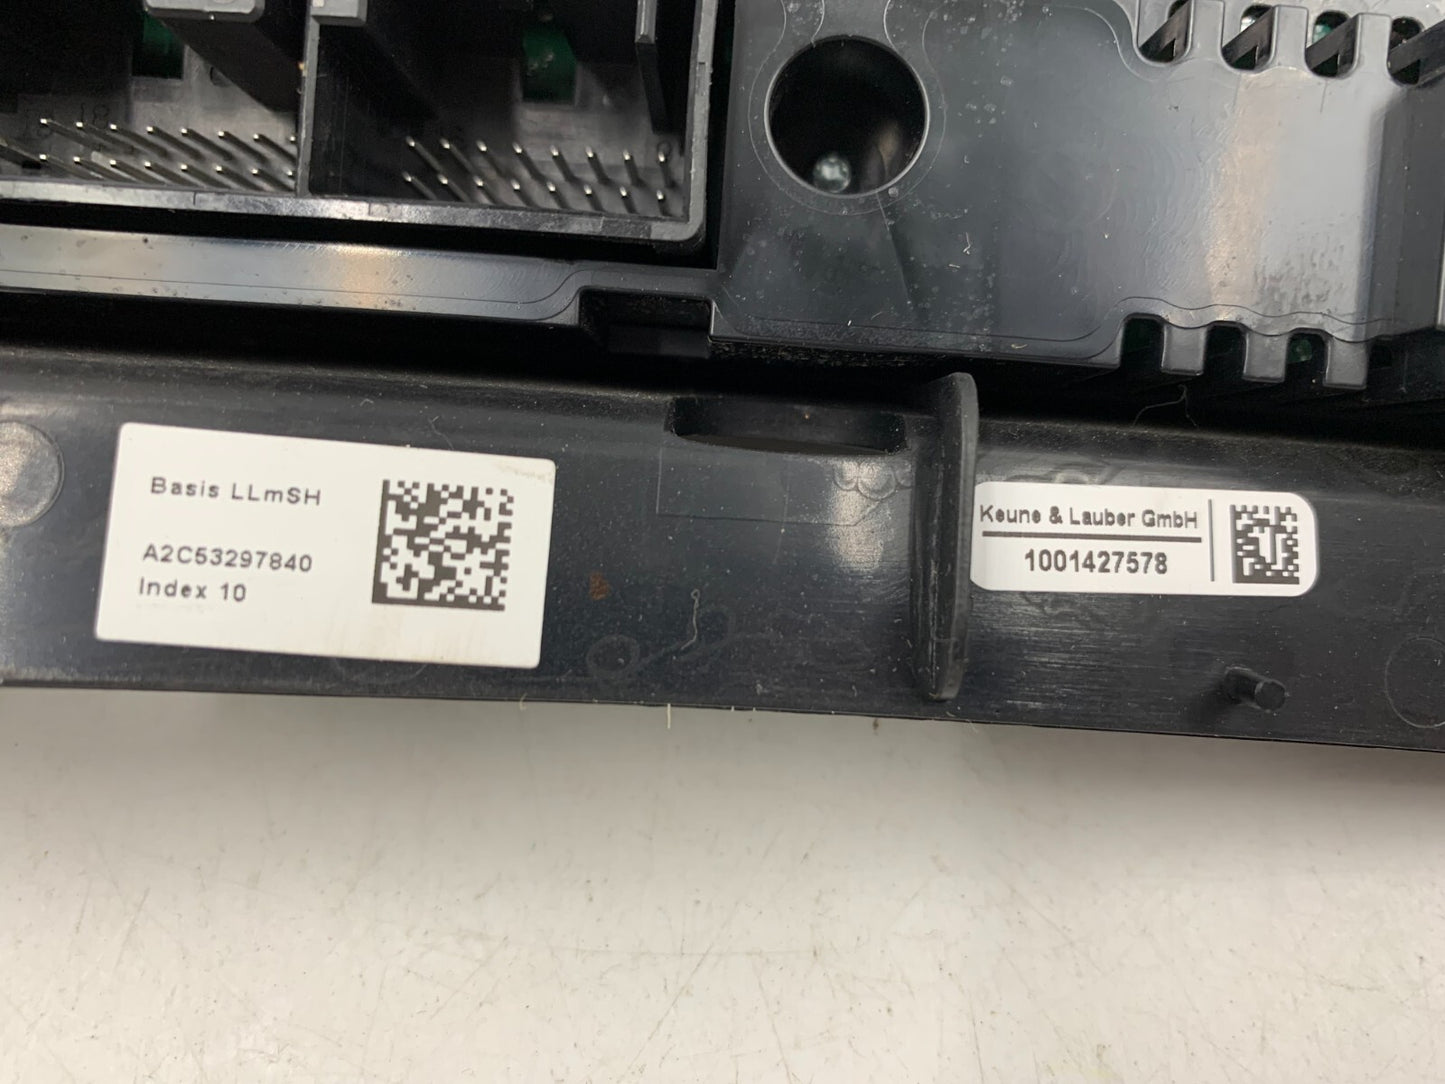 Basis LLmSH
A2C53297840
Index 10
Keune & Lauber GmbH
1001427578